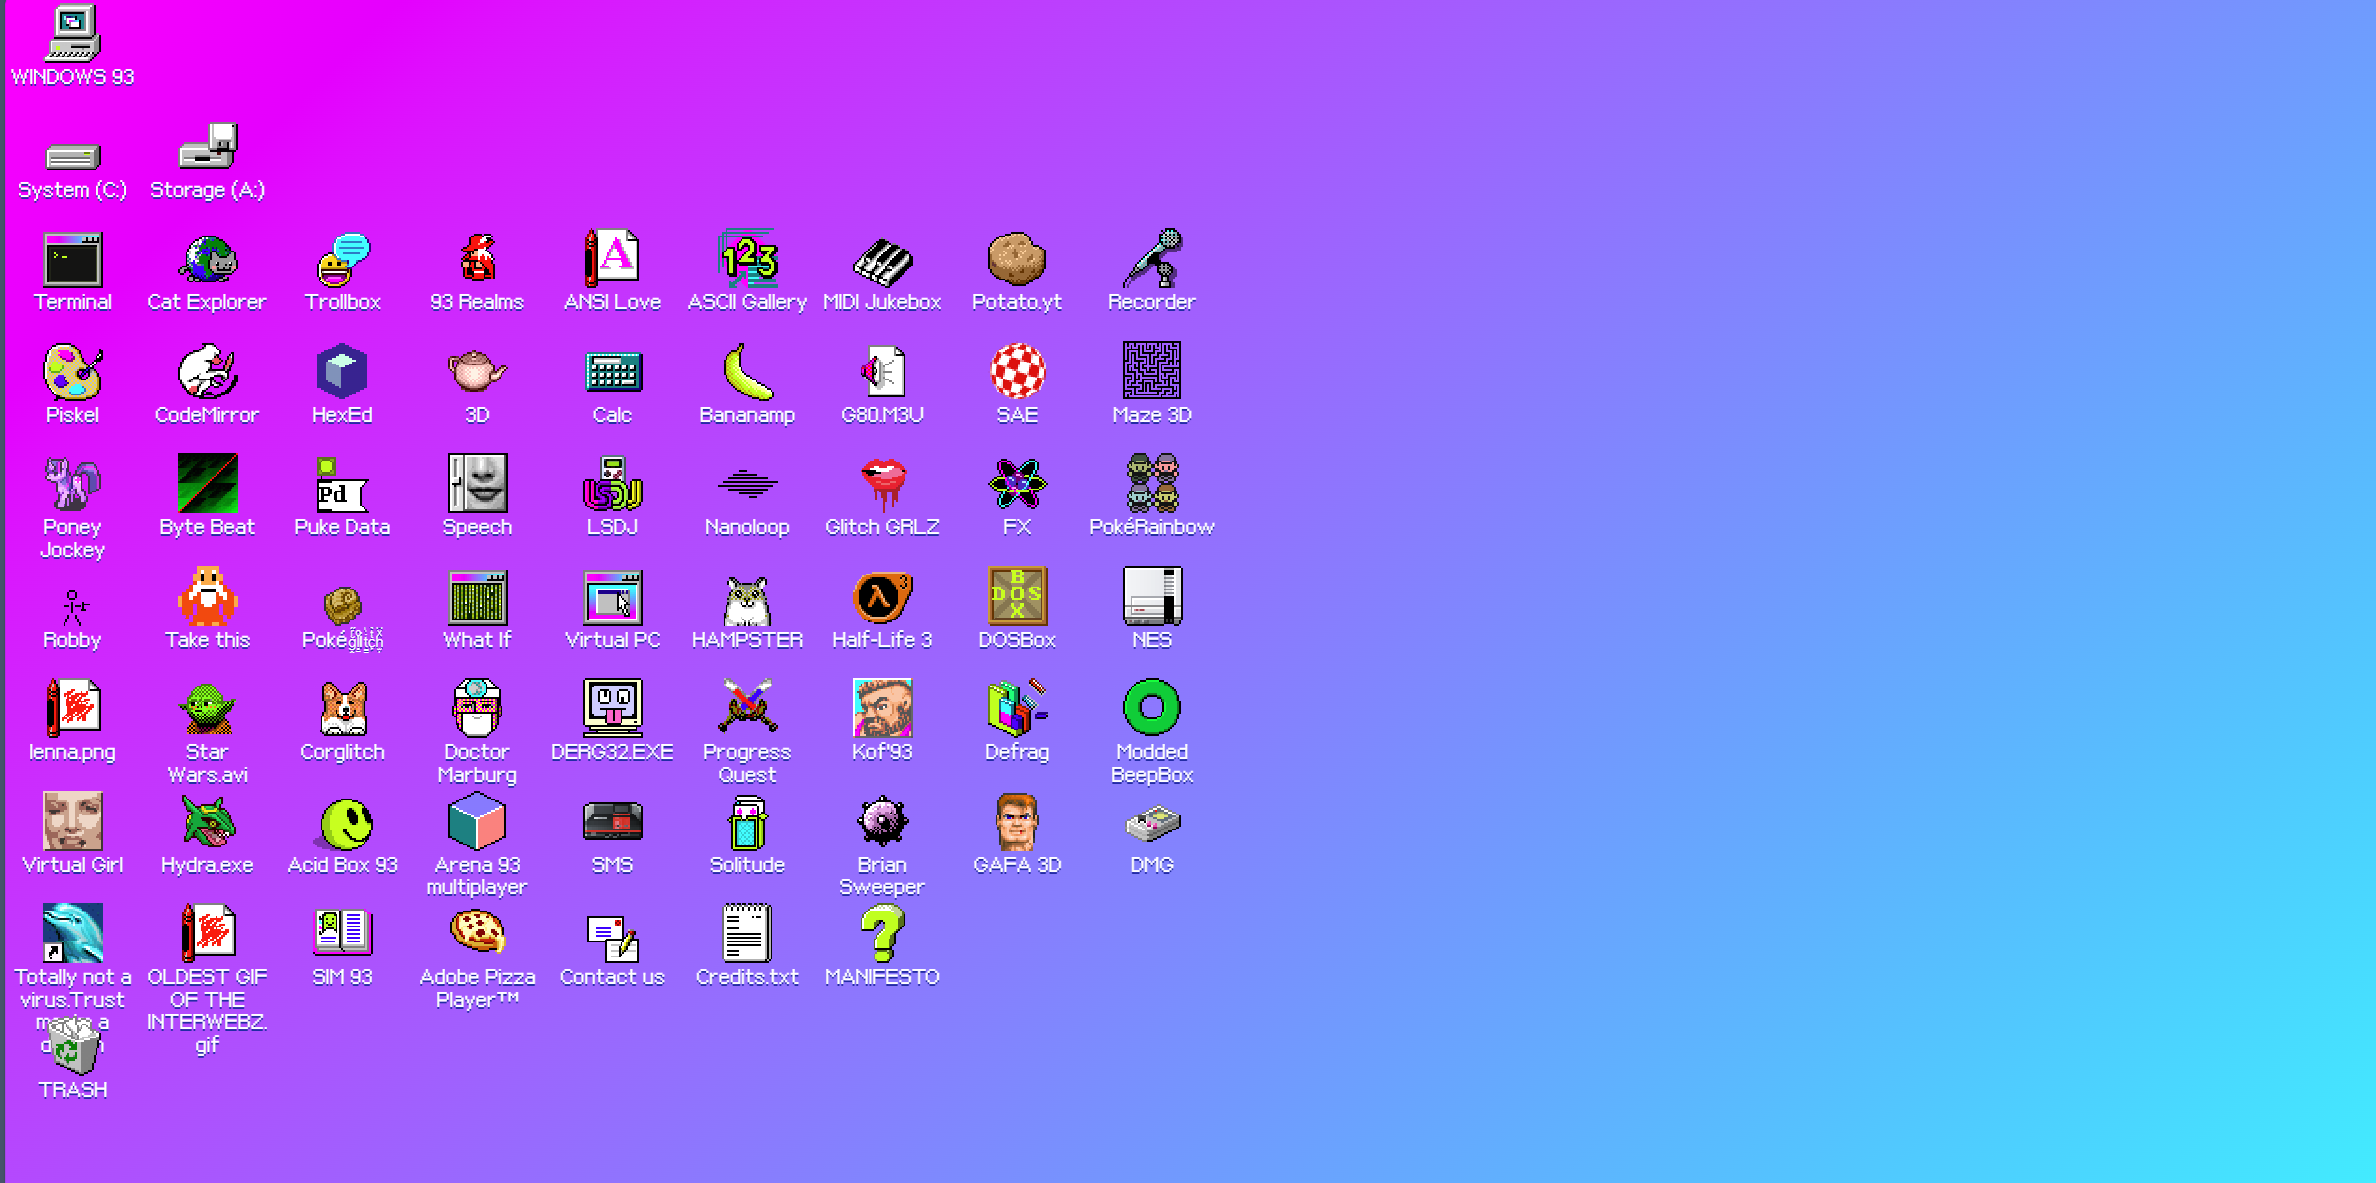 WINDOWS 93
System (C:)
Storage (A:)
Terminal
Cat Explorer
Trollbox
93 Realms
ANSI Love
ASCII Gallery
MIDI Jukebox
Potato.yt
Recorder
Piskel
CodeMirror
HexEd
3D
Calc
Bananamp
G80.M3U
SAE
Maze 3D
Poney
Jockey
Byte Beat
Puke Data
Speech
LSDJ
Nanoloop
Glitch GRLZ
FX
PokéRainbow
Robby
Take this
Pokéglitch
What If
Virtual PC
HAMPSTER
Half-Life 3
DOSBox
NES
lenna.png
Star
Wars.avi
Corglitch
Doctor
Marburg
DERG32.EXE
Progress
Quest
Kof'93
Defrag
Modded
BeepBox
Virtual Girl
Hydra.exe
Acid Box 93
Arena 93
multiplayer
SMS
Solitude
Brian
Sweeper
GAFA 3D
DMG
Totally not a
virus.Trust
a
OLDEST GIF
OF THE
INTERWEBZ.
gif
SIM 93
Adobe Pizza
Player™
Contact us
Credits.txt
MANIFESTO
TRASH